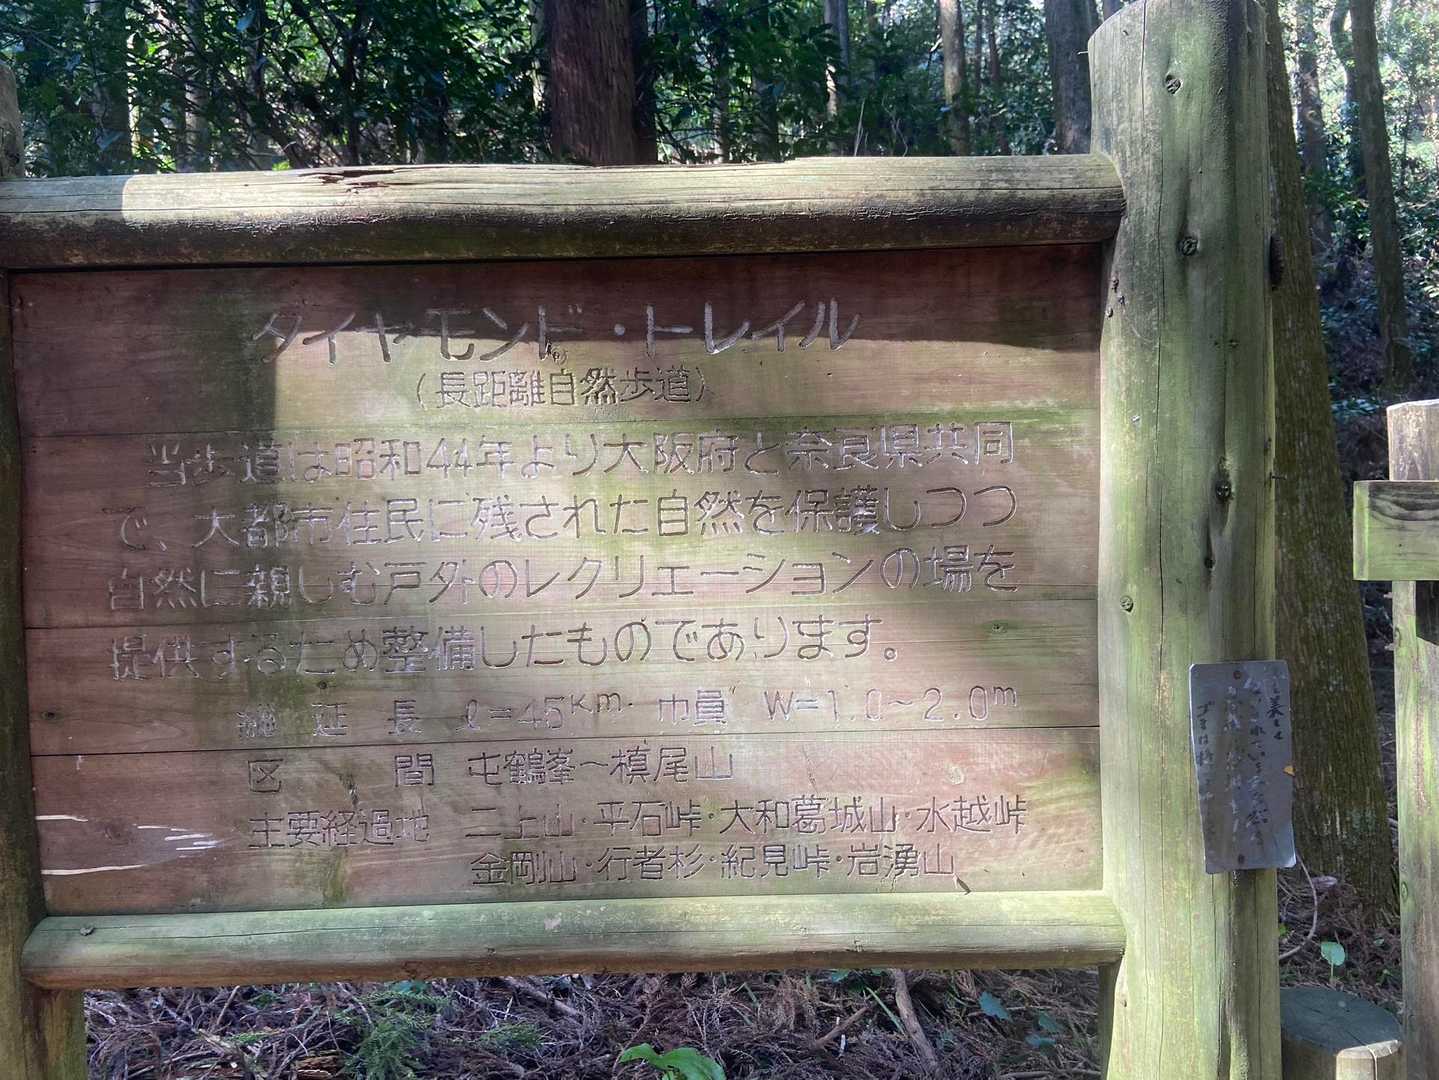 ダイヤモンド・トレイル
(長距離自然歩道)
当歩道は昭和44年より大阪府と奈良県共同
で、大都市住民に残された自然を保護しつつ
自然に親しむ戸外のレクリエーションの場を
提供するため整備したものであります。
延長 ℓ=45Km. 巾員 W=1.0~2.0m
区間 屯鶴峯~槙尾山
主要経過地 二上山・平石峠・大和葛城山・水越峠
金剛山・行者杉・紀見峠・岩湧山